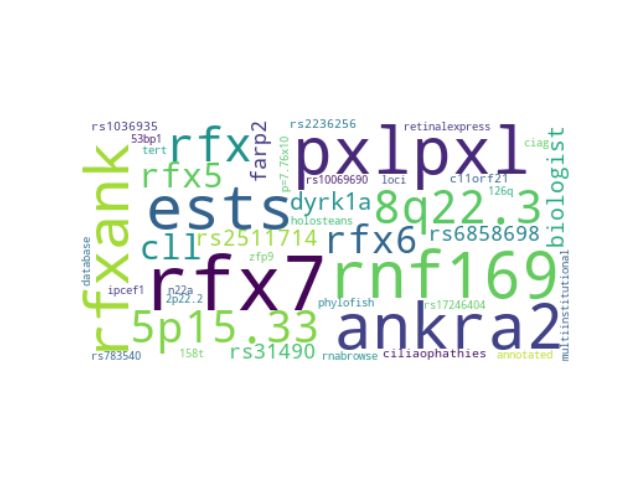 rs1036935
53bp1
tert
rfx
farp2
rs2236256
p=7.76x10
pxlpxl
retinalexpress
ciag
rfxank
rfx5
rs10069690
loci
c11orf21
126q
biologist
ests
dyrk1a
8q22.3
holosteans
cll
rs2511714
rfx6
rs6858698
database
zfp9
rfx7
rnf169
multiinstitutional
ipcef1
n22a
2p22.2
phylofish
rs17246404
5p15.33
ankra2
rs783540
158t
rs31490
rnabrowse
ciliaophathies
annotated